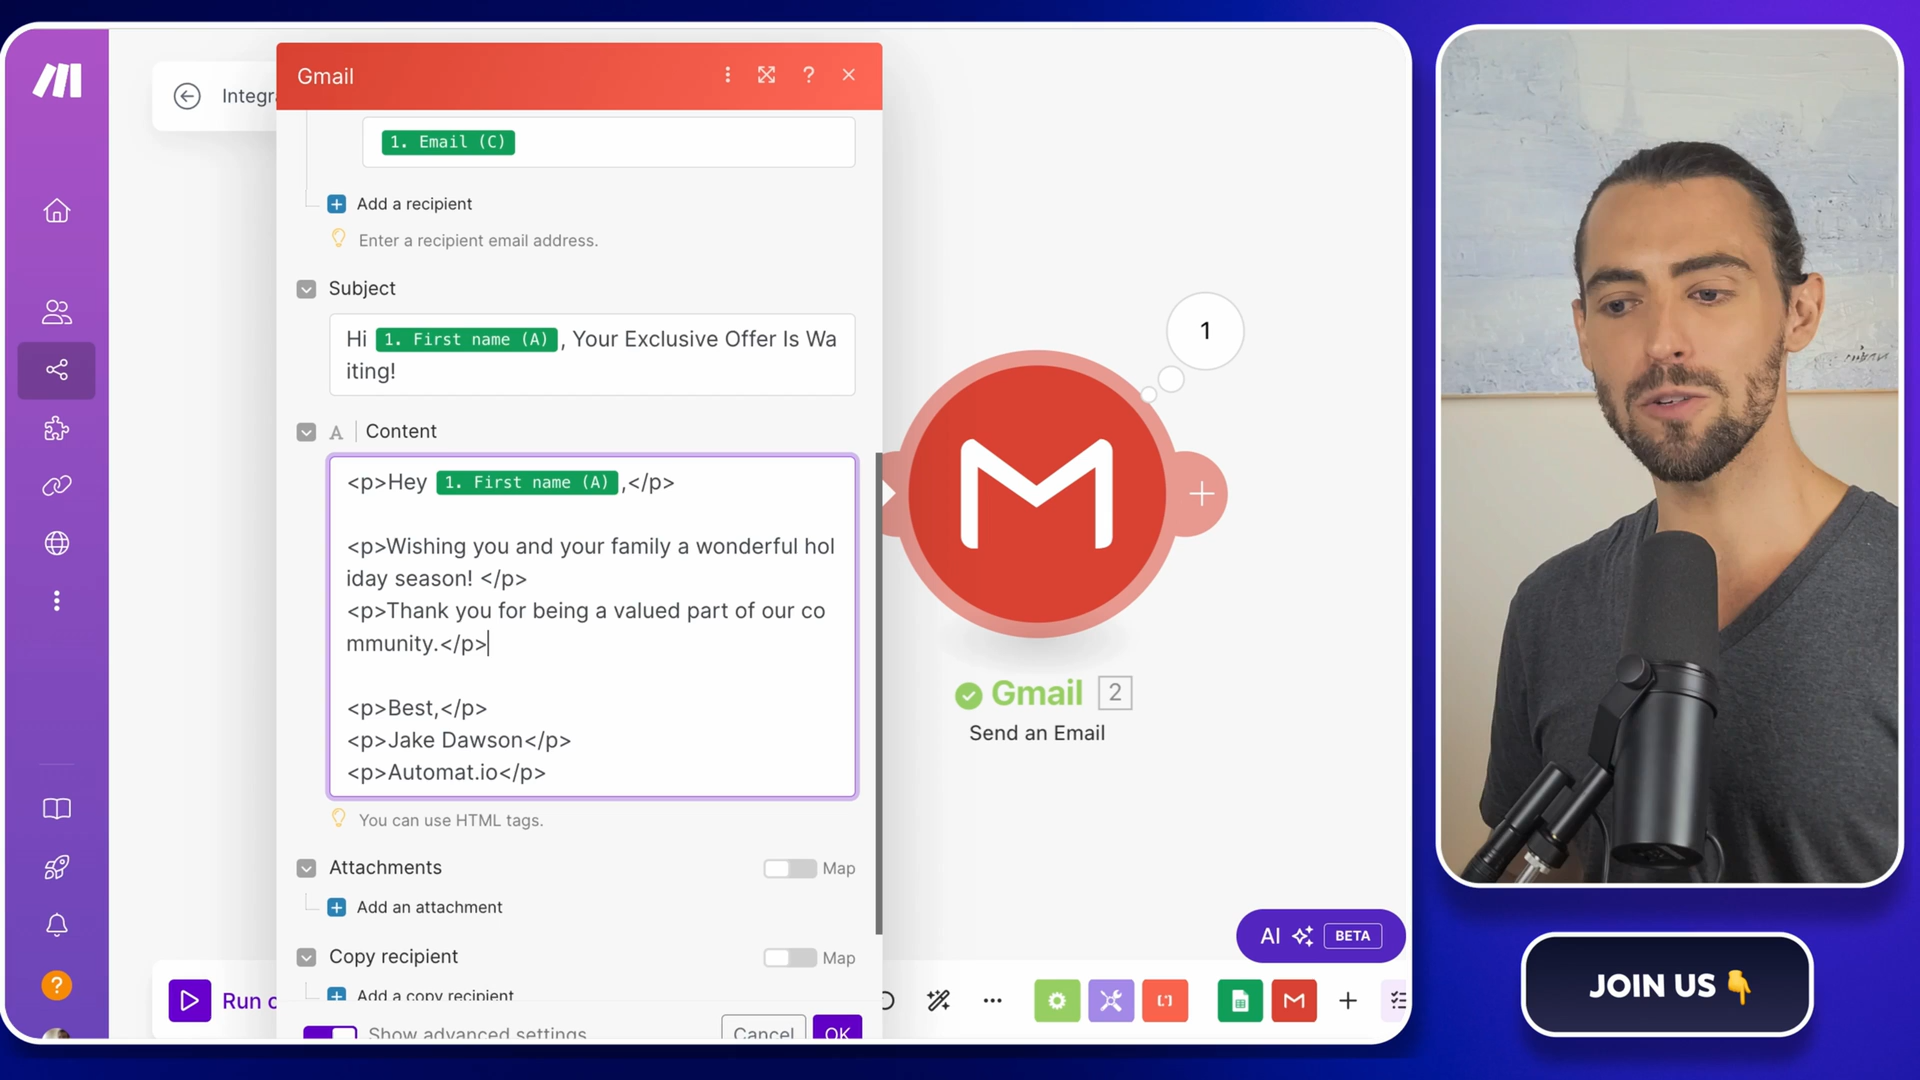 Integr
Gmail
?
1. Email (C)
Add a recipient
Enter a recipient email address.
Subject
Hi 1. First name (A) , Your Exclusive Offer Is Wa
iting!
A Content
<p>Hey 1. First name (A) ,</p>
<p>Wishing you and your family a wonderful hol
iday season! </p>
<p>Thank you for being a valued part of our co
mmunity.</p>
<p>Best,</p>
<p>Jake Dawson</p>
<p>Automat.io</p>
You can use HTML tags.
Attachments
Map
Add an attachment
Copy recipient
Map
Add a copy recipient
Show advanced settings
Cancel
OK
1
Gmail 2
Send an Email
AI BETA
?
Run o
JOIN US 👇